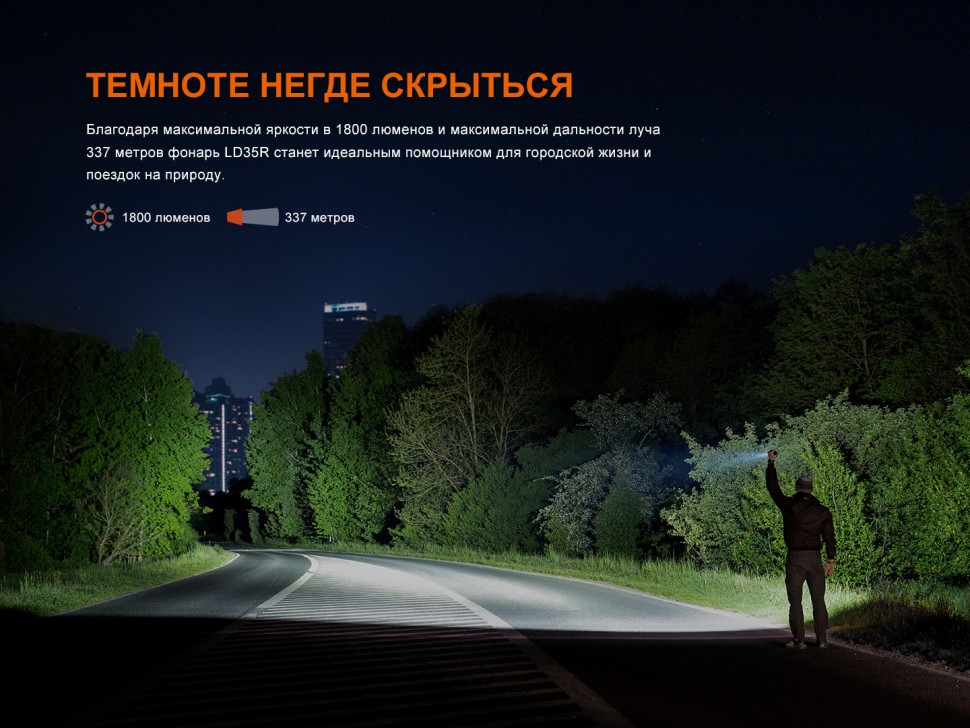 ТЕМНОТЕ НЕГДЕ СКРЫТЬСЯ
Благодаря максимальной яркости в 1800 люменов и максимальной дальности луча
337 метров фонарь LD35R станет идеальным помощником для городской жизни и
поездок на природу.
1800 люменов 337 метров